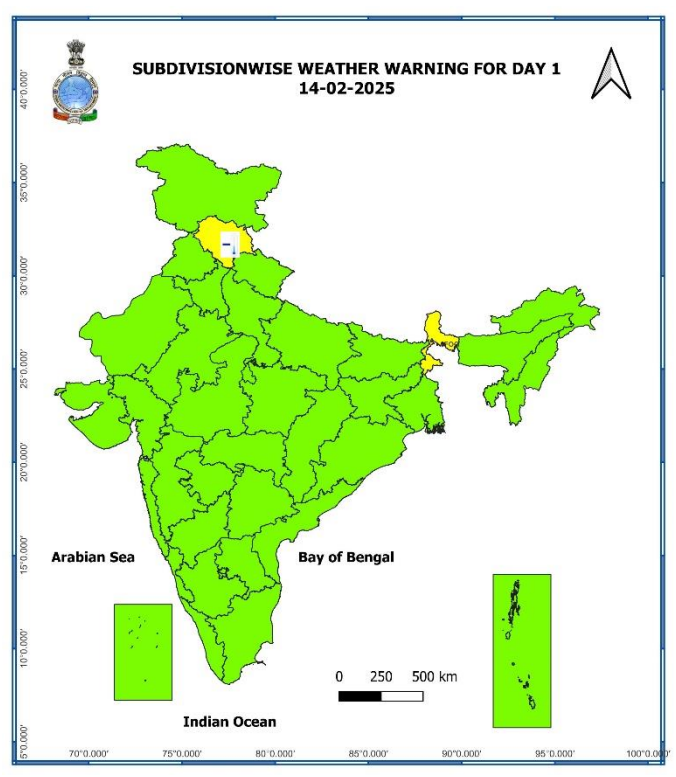 SUBDIVISIONWISE WEATHER WARNING FOR DAY 1
14-02-2025
40°0.000'
35°0.000'
30°0.000'
25°0.000'
20°0.000'
15°0.000'
10°0.000'
5°0.000'
Arabian Sea
Bay of Bengal
0 250 500 km
Indian Ocean
70°0.000' 75°0.000' 80°0.000' 85°0.000' 90°0.000' 95°0.000' 100°0.000'